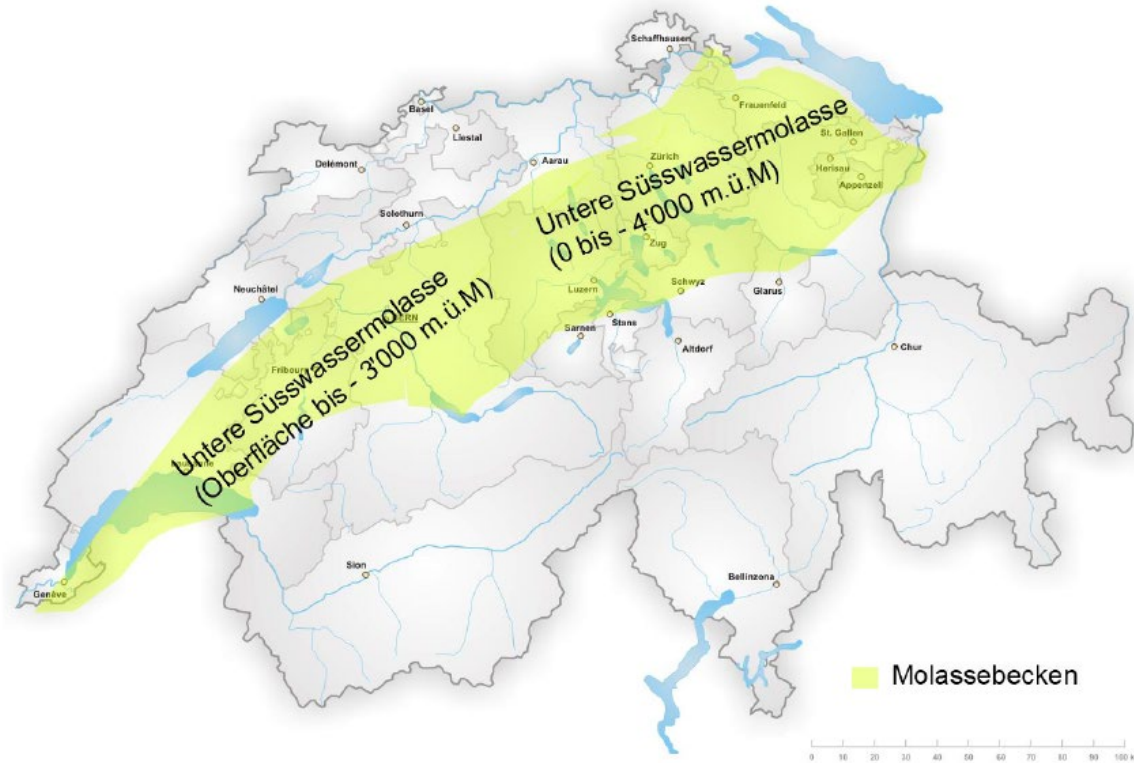 Schaffhausen
Basel
Liestal
Frauenfeld
St. Gallen
Herisau
Appenzell
Delémont
Aarau
Zürich
Solothurn
Untere Süsswassermolasse
(0 bis - 4'000 m.ü.M)
Zug
Neuchâtel
Luzern
Schwyz
Glarus
BERN
Stans
Sarnen
Altdorf
Chur
Fribourg
Untere Süsswassermolasse
(Oberfläche bis - 3'000 m.ü.M)
Sion
Genève
Bellinzona
Molassebecken
0 10 20 30 40 50 60 70 80 90 100 k